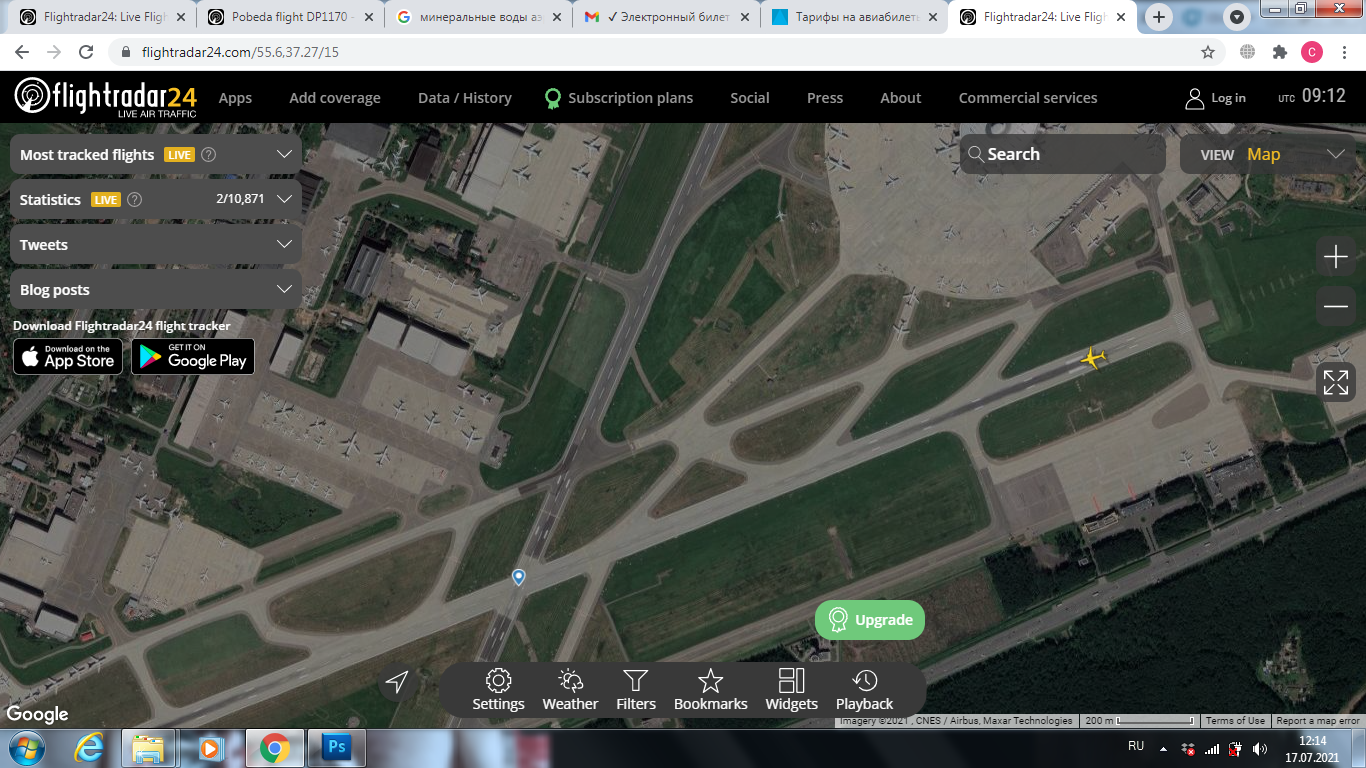 Flightradar24: Live Fligh
Pobeda flight DP1170 -
минеральные воды аэ
✓ Электронный билет
Тарифы на авиабилеты
Flightradar24: Live Fligh
flightradar24.com/55.6,37.27/15
C
flightradar24
LIVE AIR TRAFFIC
Apps
Add coverage
Data / History
Subscription plans
Social
Press
About
Commercial services
Log in
UTC 09:12
Most tracked flights LIVE ?
Search
VIEW Map
Statistics LIVE ? 2/10,871
Tweets
Blog posts
Download Flightradar24 flight tracker
Download on the
App Store
GET IT ON
Google Play
Upgrade
Settings
Weather
Filters
Bookmarks
Widgets
Playback
Google
Imagery ©2021 , CNES / Airbus, Maxar Technologies
200 m
Terms of Use
Report a map error
Ps
RU
12:14
17.07.2021